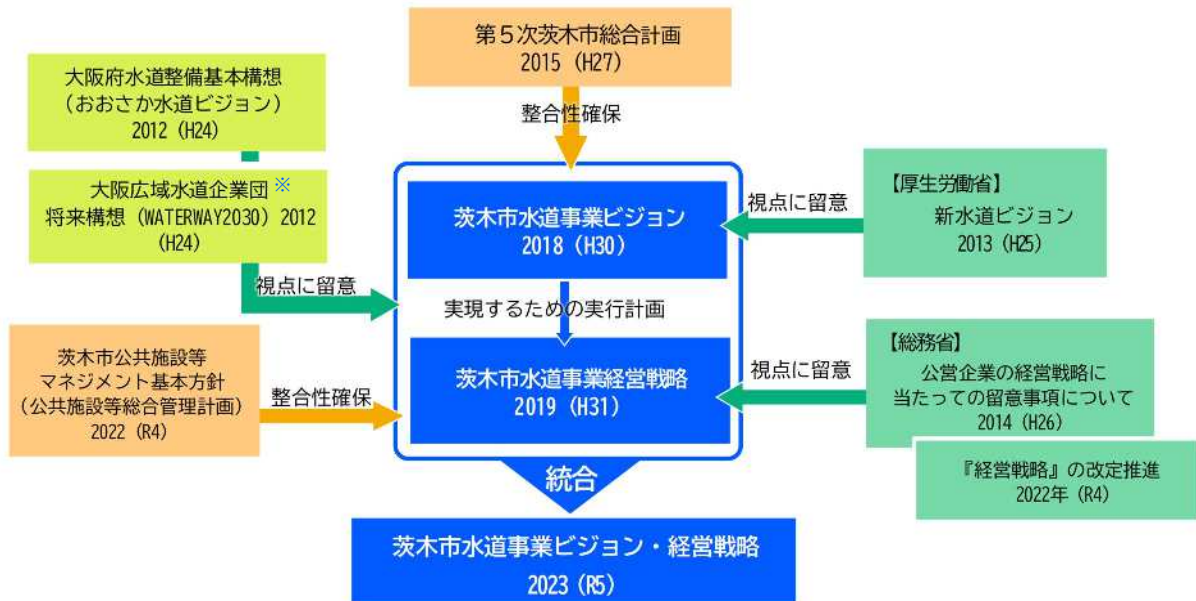 第5次茨木市総合計画
2015（H27）
整合性確保
大阪府水道整備基本構想
（おおさか水道ビジョン）
2012（H24）
大阪広域水道企業団※
将来構想（WATERWAY2030）2012
（H24）
視点に留意
茨木市公共施設等
マネジメント基本方針
（公共施設等総合管理計画）
2022（R4）
整合性確保
茨木市水道事業ビジョン
2018（H30）
実現するための実行計画
茨木市水道事業経営戦略
2019（H31）
視点に留意
【厚生労働省】
新水道ビジョン
2013（H25）
視点に留意
【総務省】
公営企業の経営戦略に
当たっての留意事項について
2014（H26）
『経営戦略』の改定推進
2022年（R4）
統合
茨木市水道事業ビジョン・経営戦略
2023（R5）